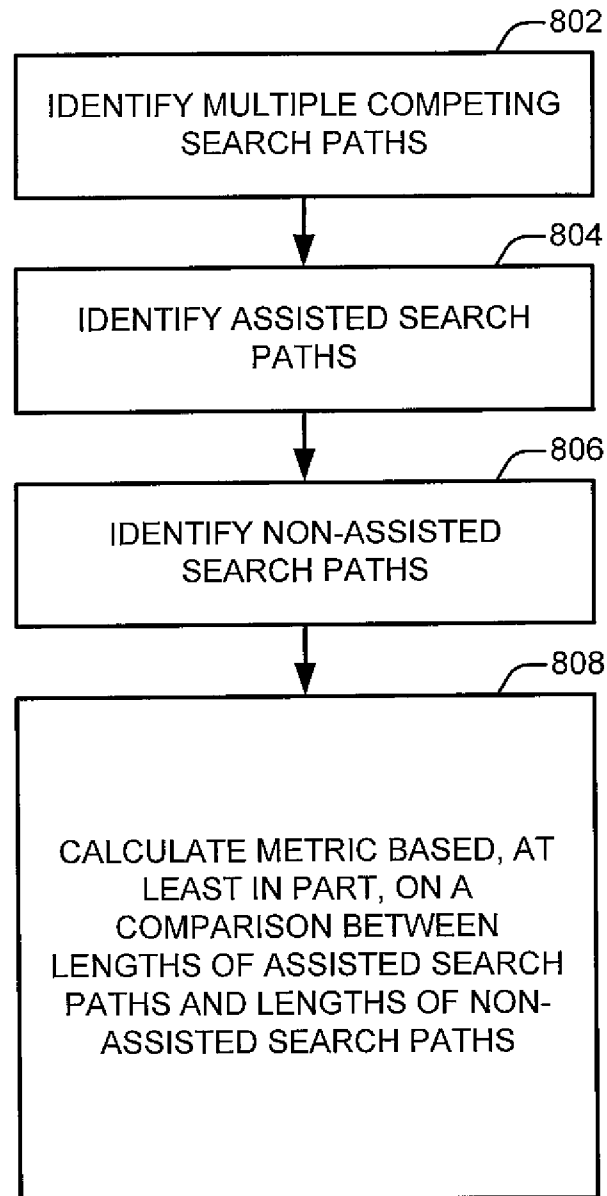 802
IDENTIFY MULTIPLE COMPETING
SEARCH PATHS
804
IDENTIFY ASSISTED SEARCH
PATHS
806
IDENTIFY NON-ASSISTED
SEARCH PATHS
808
CALCULATE METRIC BASED, AT
LEAST IN PART, ON A
COMPARISON BETWEEN
LENGTHS OF ASSISTED SEARCH
PATHS AND LENGTHS OF NON-
ASSISTED SEARCH PATHS